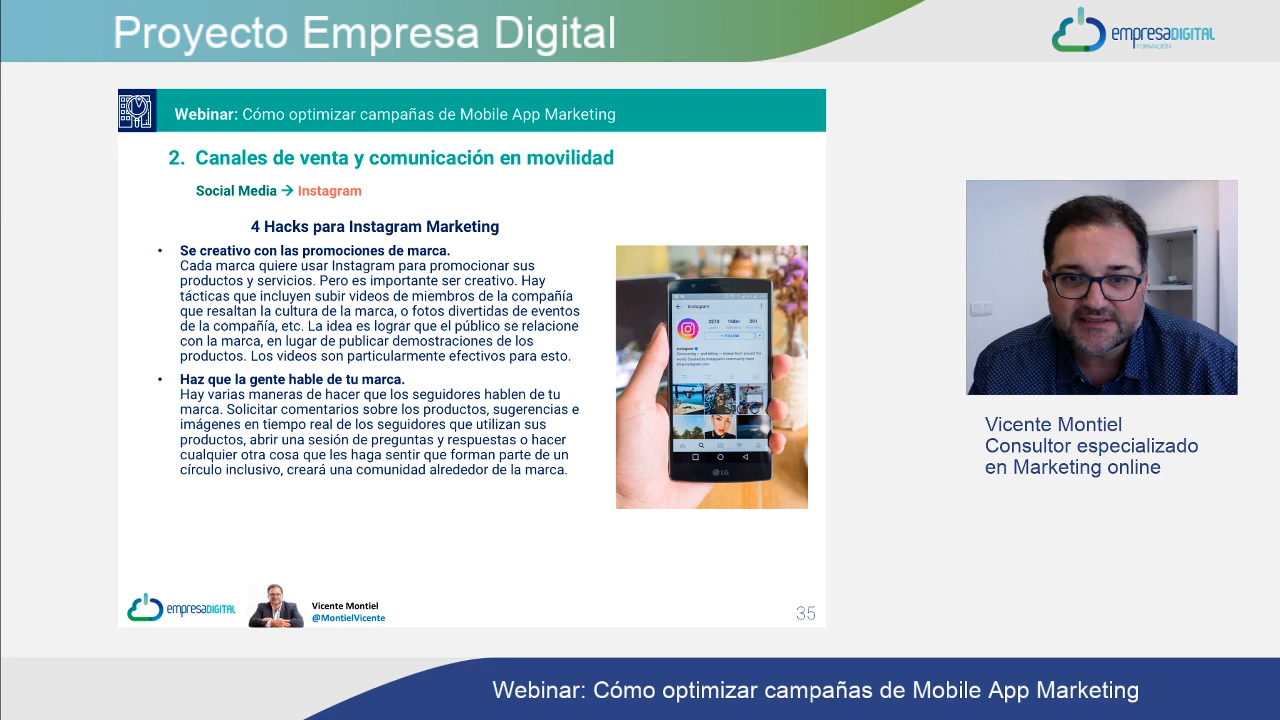 Proyecto Empresa Digital
empresaDIGITAL
FORMACIÓN
Webinar: Cómo optimizar campañas de Mobile App Marketing
2. Canales de venta y comunicación en movilidad
Social Media → Instagram
4 Hacks para Instagram Marketing
• Se creativo con las promociones de marca.
Cada marca quiere usar Instagram para promocionar sus
productos y servicios. Pero es importante ser creativo. Hay
tácticas que incluyen subir videos de miembros de la compañía
que resaltan la cultura de la marca, o fotos divertidas de eventos
de la compañía, etc. La idea es lograr que el público se relacione
con la marca, en lugar de publicar demostraciones de los
productos. Los videos son particularmente efectivos para esto.
• Haz que la gente hable de tu marca.
Hay varias maneras de hacer que los seguidores hablen de tu
marca. Solicitar comentarios sobre los productos, sugerencias e
imágenes en tiempo real de los seguidores que utilizan sus
productos, abrir una sesión de preguntas y respuestas o hacer
cualquier otra cosa que les haga sentir que forman parte de un
círculo inclusivo, creará una comunidad alrededor de la marca.
instagram
+ FOLLOW
LG
Vicente Montiel
Consultor especializado
en Marketing online
empresaDIGITAL
Vicente Montiel
@MontielVicente
35
Webinar: Cómo optimizar campañas de Mobile App Marketing